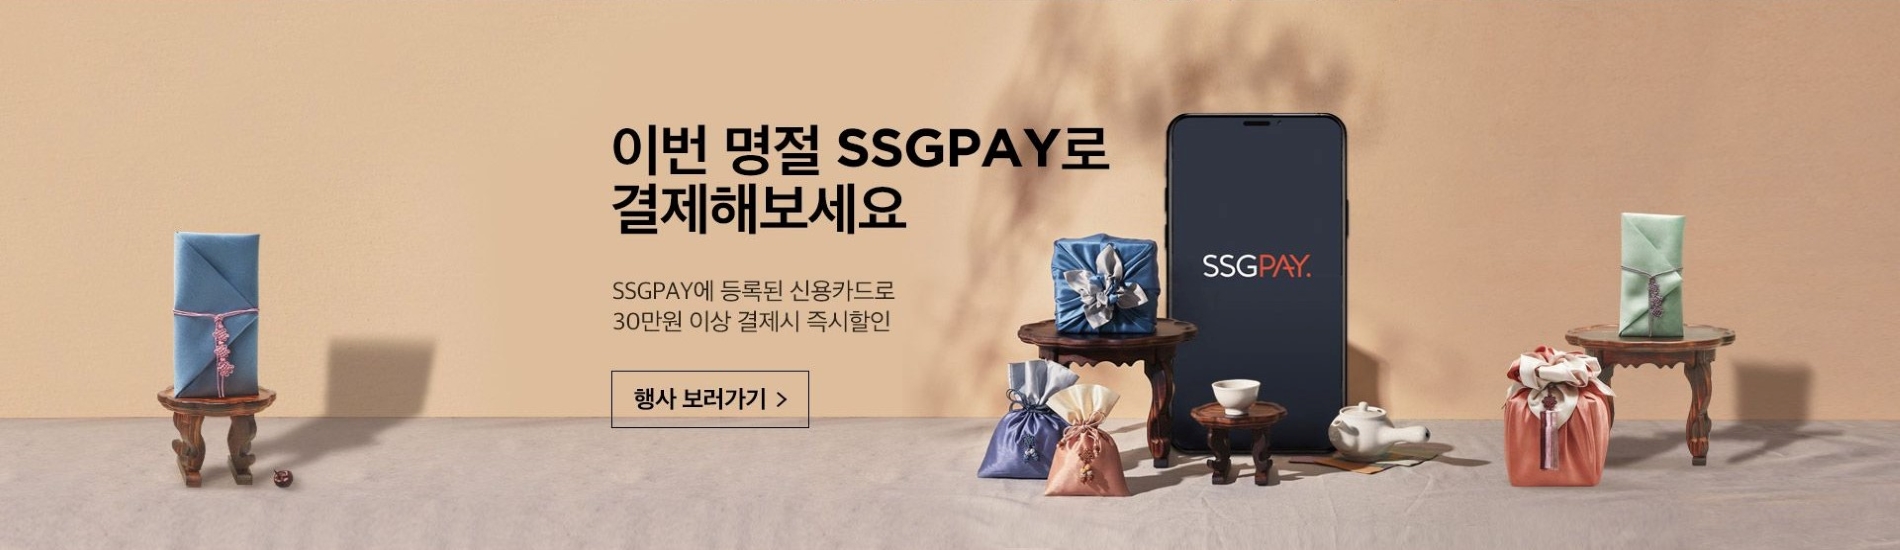 이번 명절 SSGPAY로
결제해보세요
SSGPAY에 등록된 신용카드로
30만원 이상 결제시 즉시할인
행사 보러가기 >
SSGPAY.